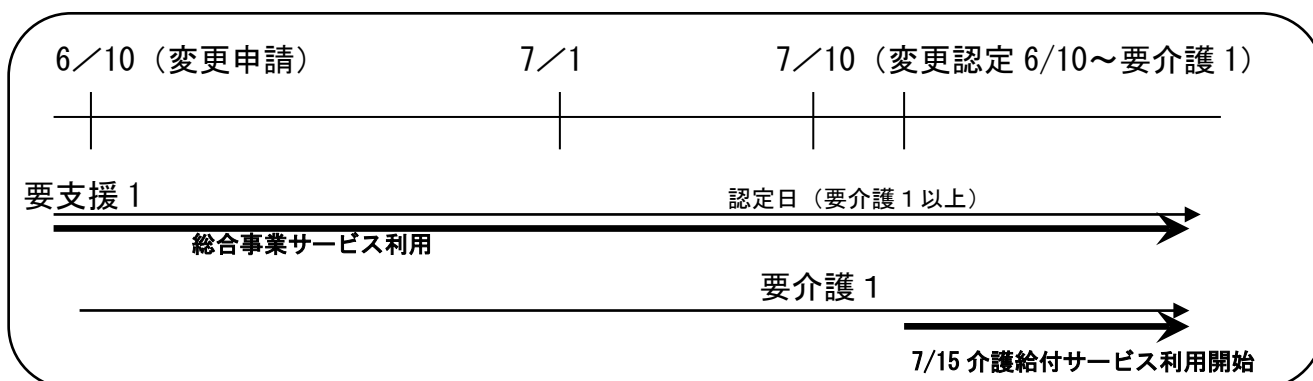 6／10（変更申請） 7／1 7／10（変更認定 6/10～要介護 1）
要支援 1 認定日（要介護 1 以上）
総合事業サービス利用
要介護 1
7/15 介護給付サービス利用開始